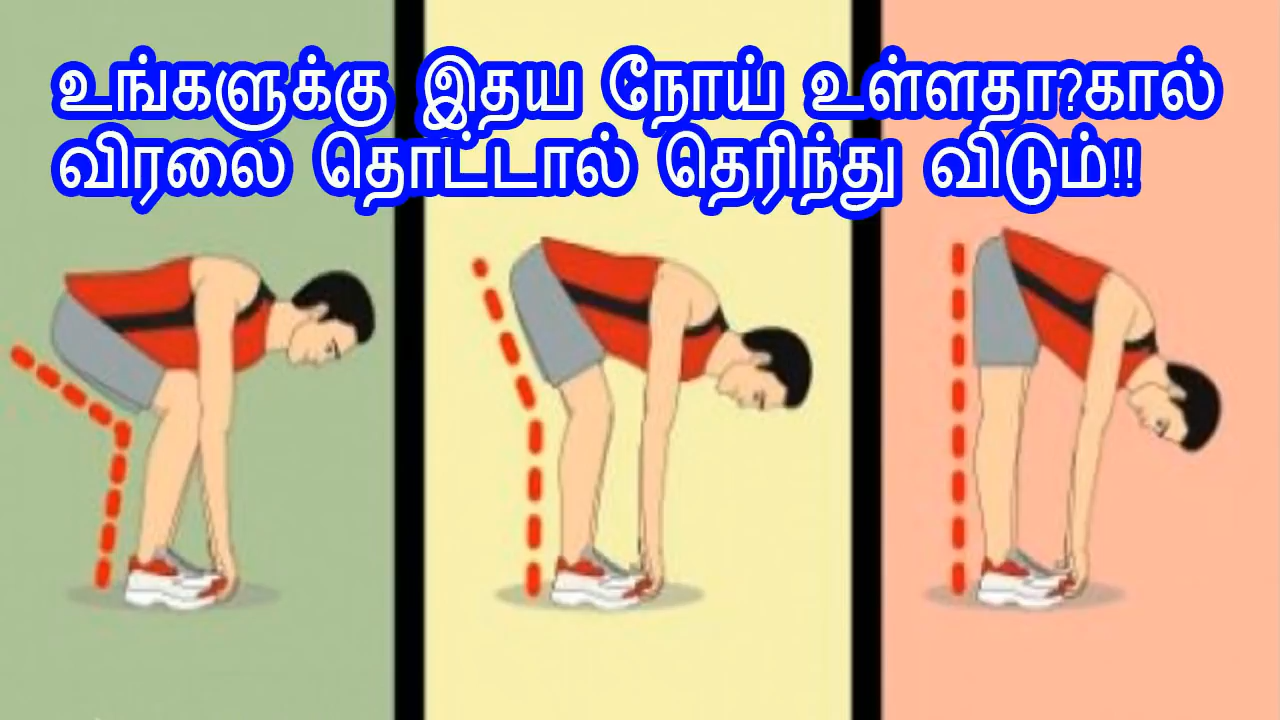 உங்களுக்கு இதய நோய் உள்ளதா?கால்
விரலை தொட்டால் தெரிந்து விடும்!!